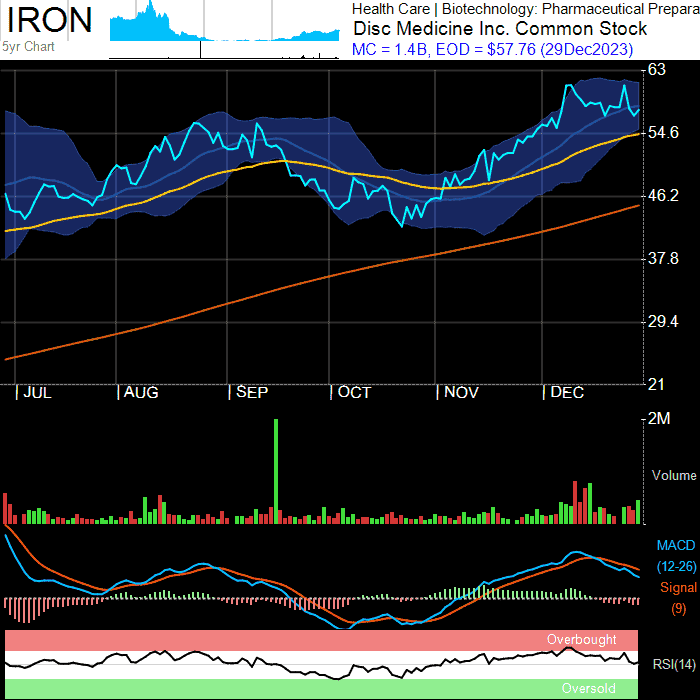 IRON
5yr Chart
Health Care | Biotechnology: Pharmaceutical Prepara
Disc Medicine Inc. Common Stock
MC = 1.4B, EOD = $57.76 (29Dec2023)
63
54.6
46.2
37.8
29.4
21
JUL AUG SEP OCT NOV DEC
2M
Volume
MACD
(12-26)
Signal
(9)
Overbought
RSI(14)
Oversold